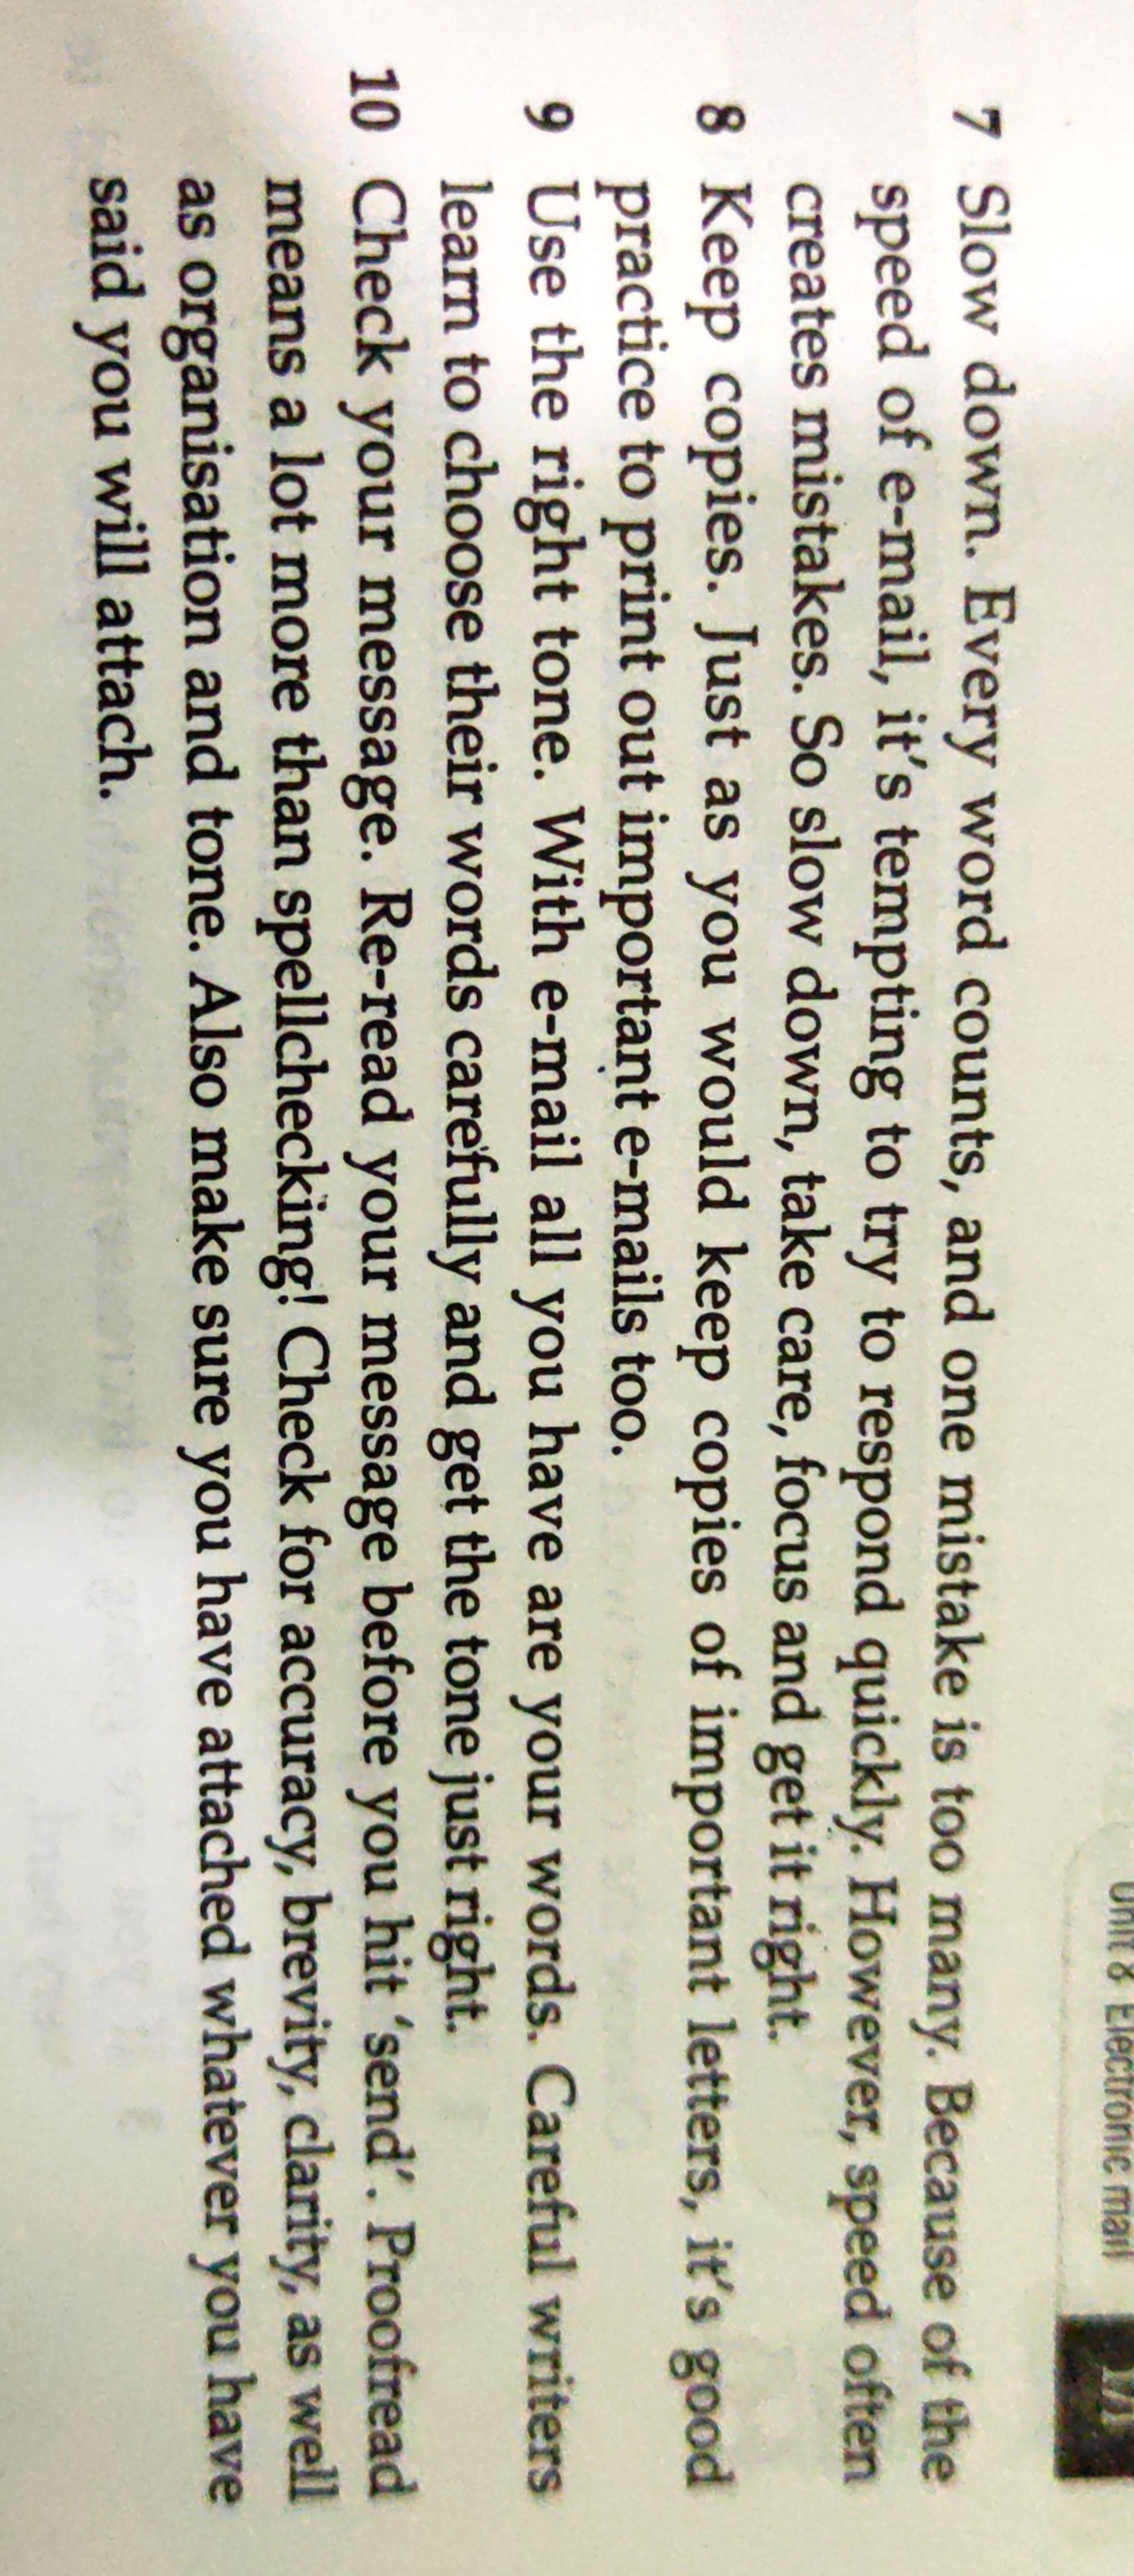 Unit 8 Electronic mail
7 Slow down. Every word counts, and one mistake is too many. Because of the
speed of e-mail, it's tempting to try to respond quickly. However, speed often
creates mistakes. So slow down, take care, focus and get it right.
8 Keep copies. Just as you would keep copies of important letters, it's good
practice to print out important e-mails too.
9 Use the right tone. With e-mail all you have are your words. Careful writers
learn to choose their words carefully and get the tone just right.
10 Check your message. Re-read your message before you hit 'send'. Proofread
means a lot more than spellchecking! Check for accuracy, brevity, clarity, as well
as organisation and tone. Also make sure you have attached whatever you have
said you will attach.